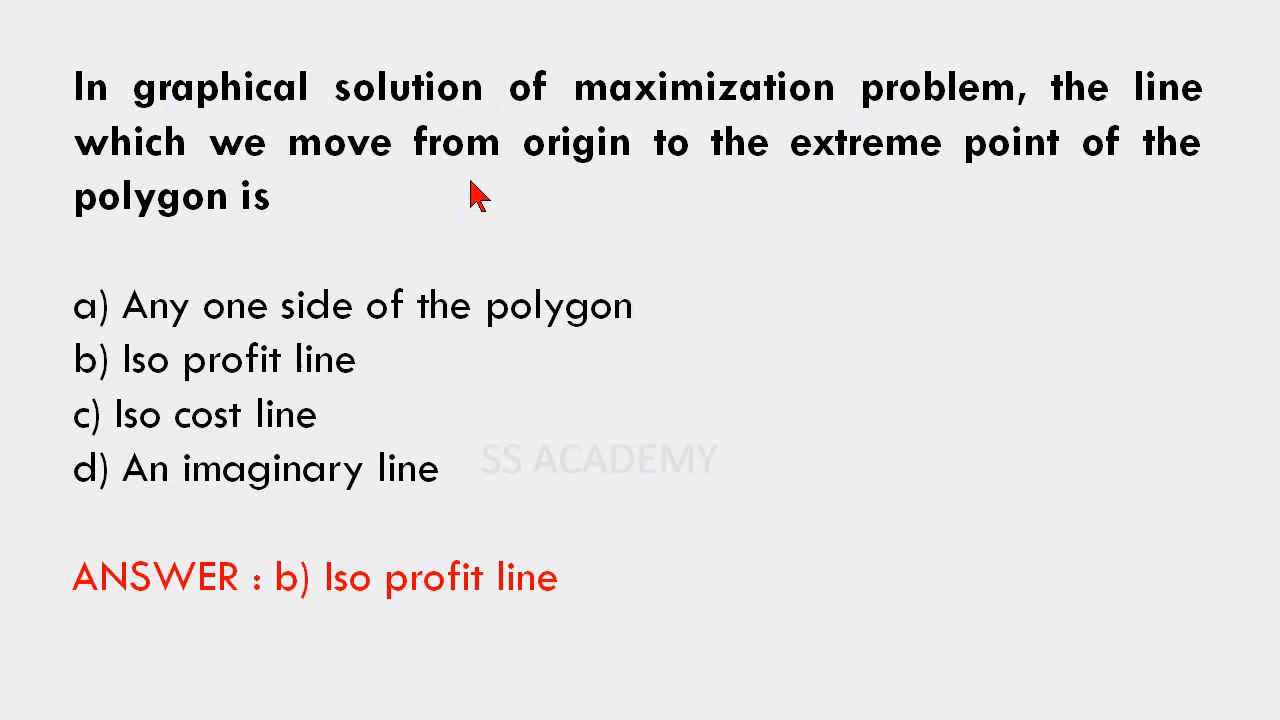 In graphical solution of maximization problem, the line
which we move from origin to the extreme point of the
polygon is
a) Any one side of the polygon
b) Iso profit line
c) Iso cost line
d) An imaginary line
SS ACADEMY
ANSWER : b) Iso profit line